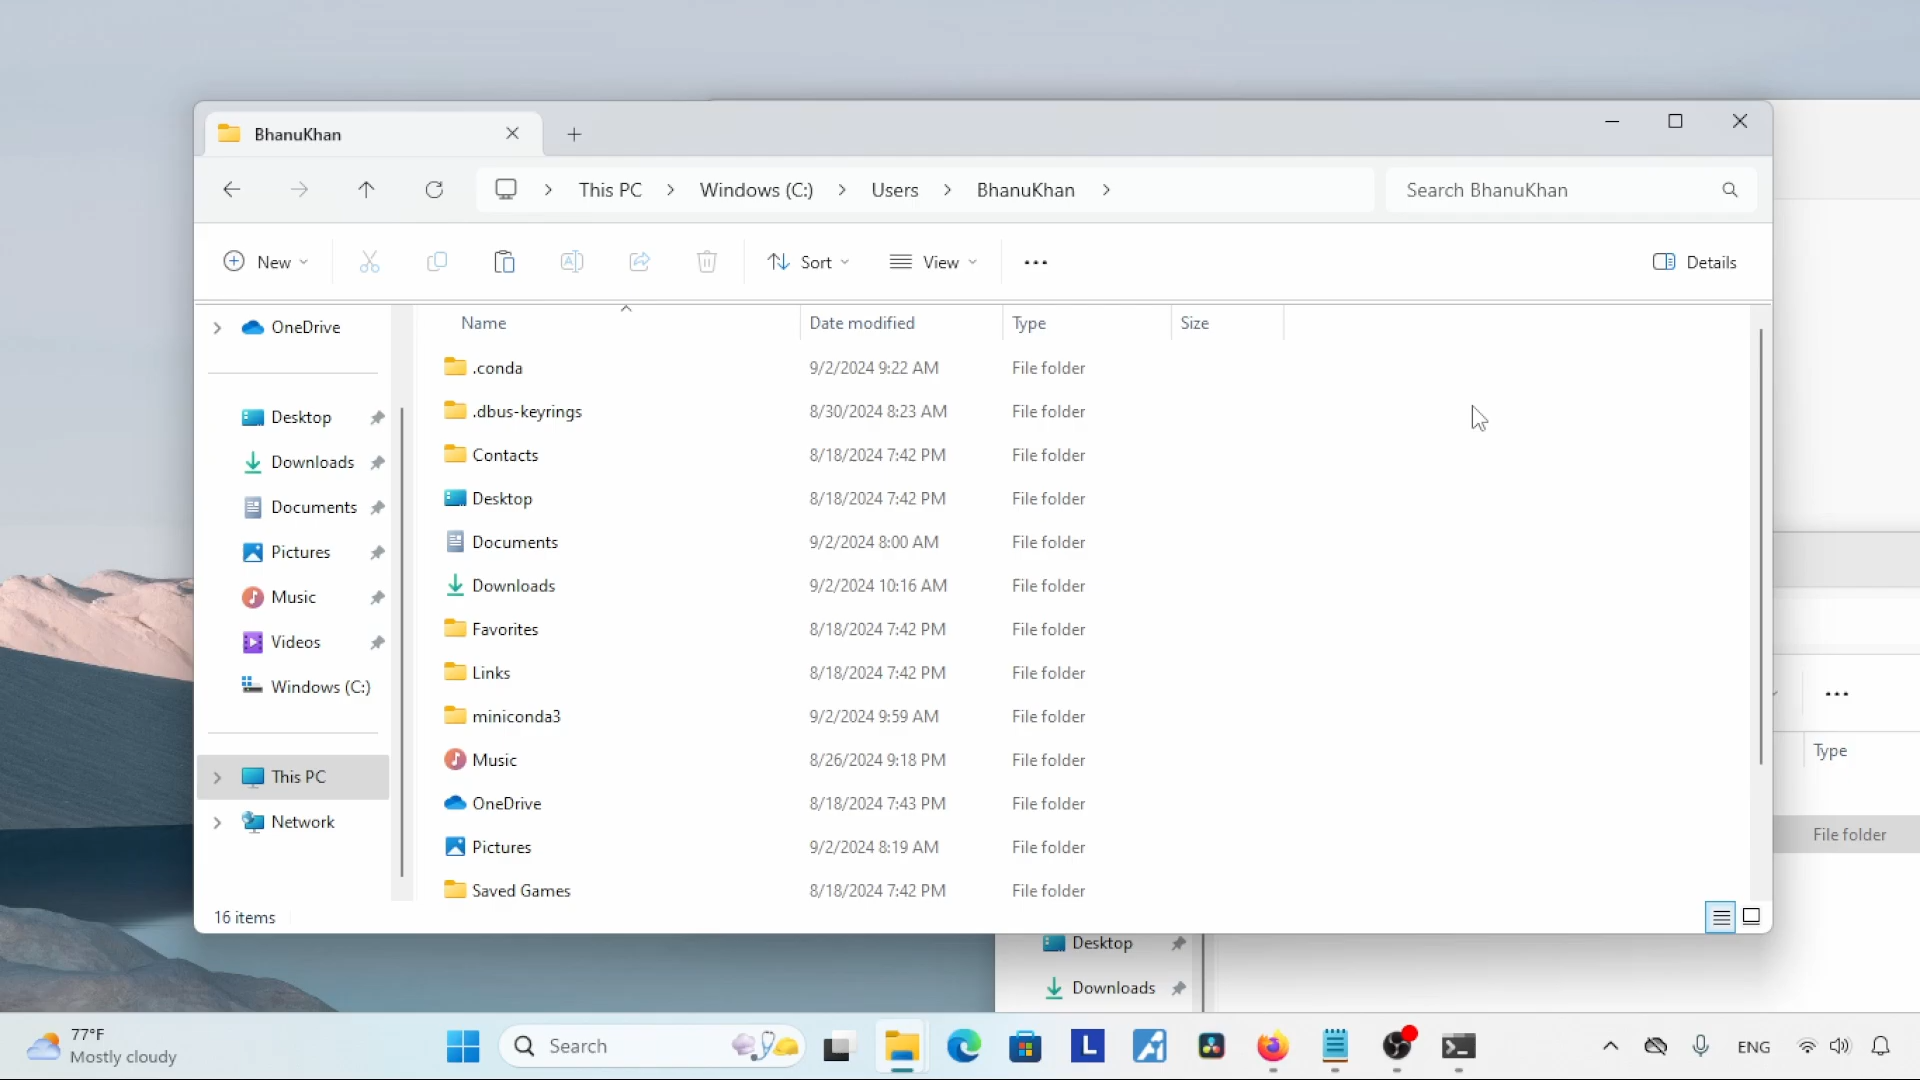 BhanuKhan
This PC Windows (C:) Users BhanuKhan Search BhanuKhan
New Sort View Details
OneDrive
Desktop
Downloads
Documents
Pictures
Music
Videos
Windows (C:)
This PC
Network
Name Date modified Type Size
.conda 9/2/2024 9:22 AM File folder
.dbus-keyrings 8/30/2024 8:23 AM File folder
Contacts 8/18/2024 7:42 PM File folder
Desktop 8/18/2024 7:42 PM File folder
Documents 9/2/2024 8:00 AM File folder
Downloads 9/2/2024 10:16 AM File folder
Favorites 8/18/2024 7:42 PM File folder
Links 8/18/2024 7:42 PM File folder
miniconda3 9/2/2024 9:59 AM File folder
Music 8/26/2024 9:18 PM File folder
OneDrive 8/18/2024 7:43 PM File folder
Pictures 9/2/2024 8:19 AM File folder
Saved Games 8/18/2024 7:42 PM File folder
16 items
Type
File folder
Desktop
Downloads
77°F
Mostly cloudy
Search
L
ENG